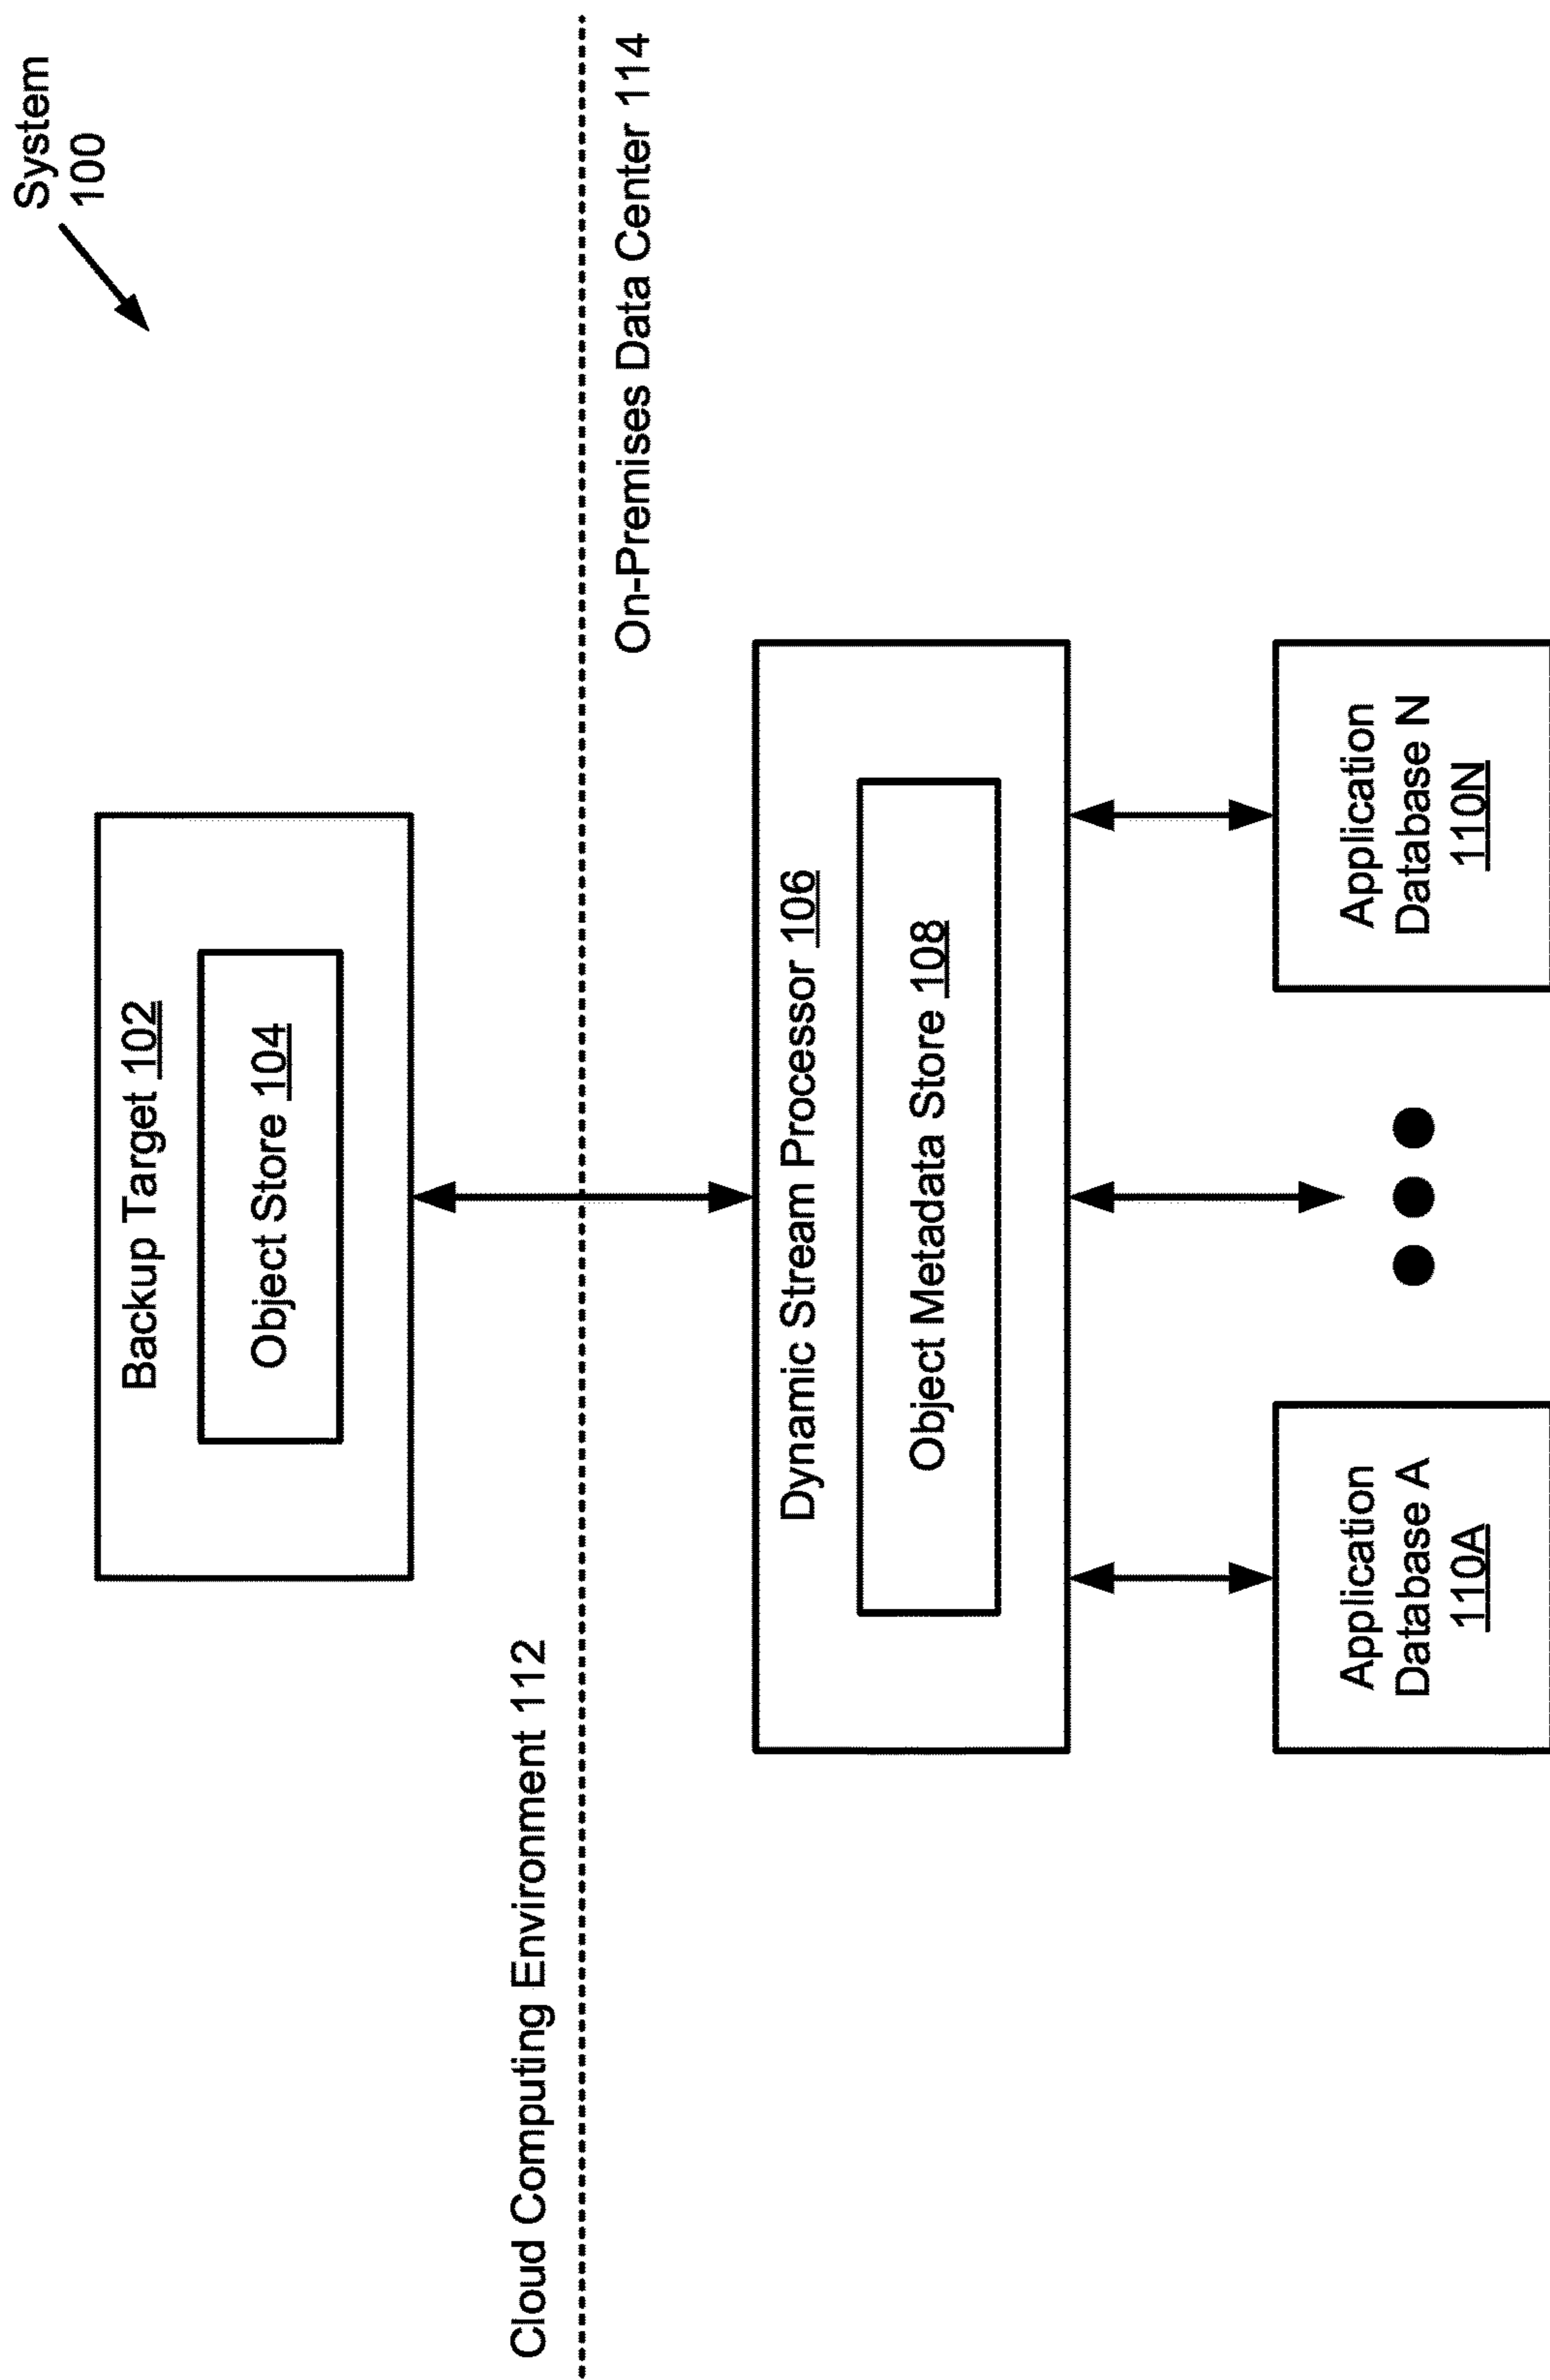 System
100
Backup Target 102
Object Store 104
Cloud Computing Environment 112
On-Premises Data Center 114
Dynamic Stream Processor 106
Object Metadata Store 108
Application
Database A
110A
Application
Database N
110N